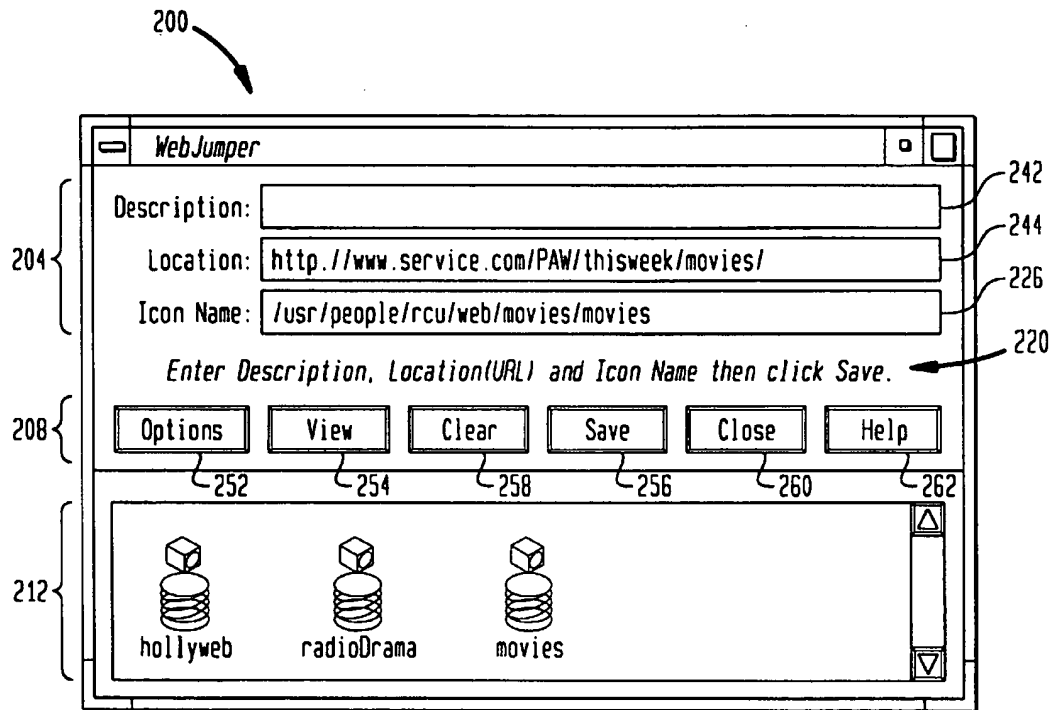 200
WebJumper
Description:
242
204
Location: http.//www.service.com/PAW/thisweek/movies/
244
Icon Name: /usr/people/rcu/web/movies/movies
226
Enter Description, Location(URL) and Icon Name then click Save.
220
208
Options View Clear Save Close Help
252 254 258 256 260 262
212
hollyweb radioDrama movies